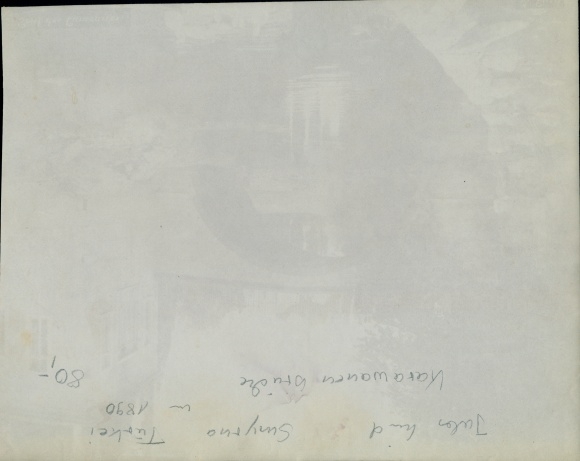 Smyrna Türkei
1890
Karawanen Brücke
80,-